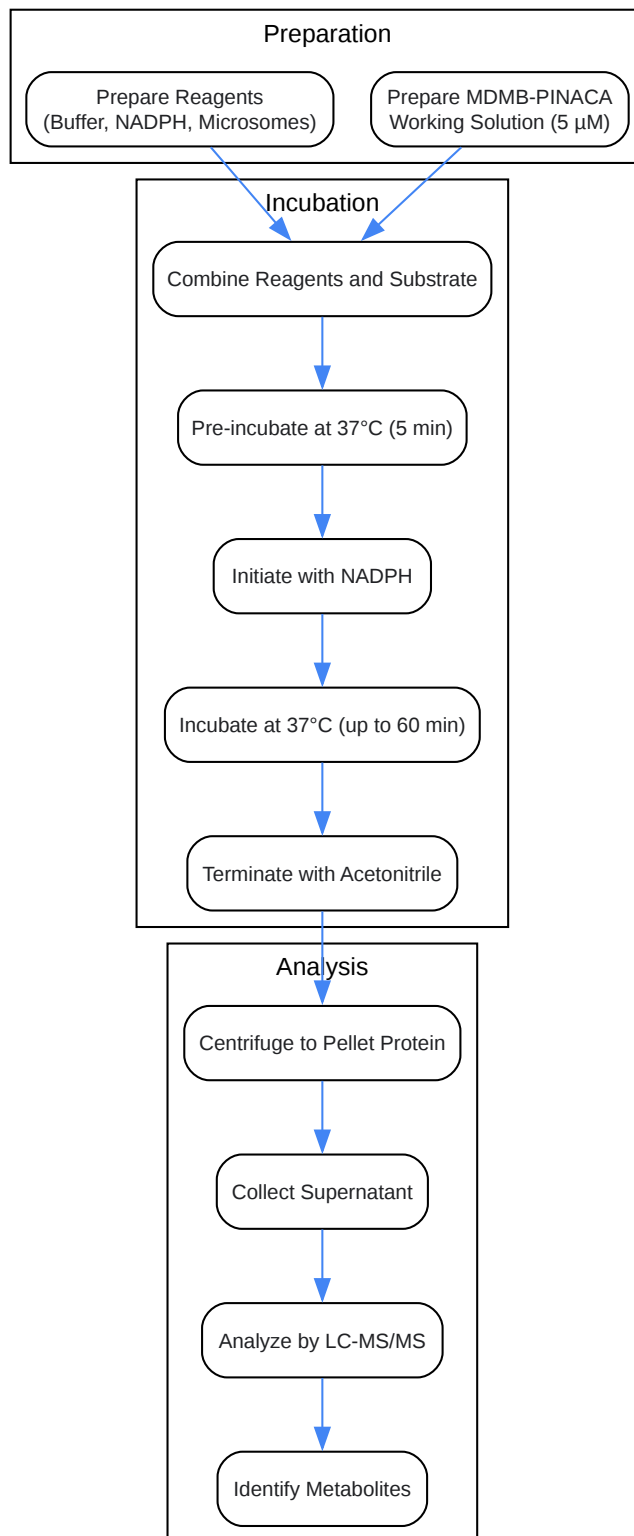 Preparation
Prepare Reagents
(Buffer, NADPH, Microsomes)
Prepare MDMB-PINACA
Working Solution (5 µM)
Incubation
Combine Reagents and Substrate
Pre-incubate at 37°C (5 min)
Initiate with NADPH
Incubate at 37°C (up to 60 min)
Terminate with Acetonitrile
Analysis
Centrifuge to Pellet Protein
Collect Supernatant
Analyze by LC-MS/MS
Identify Metabolites